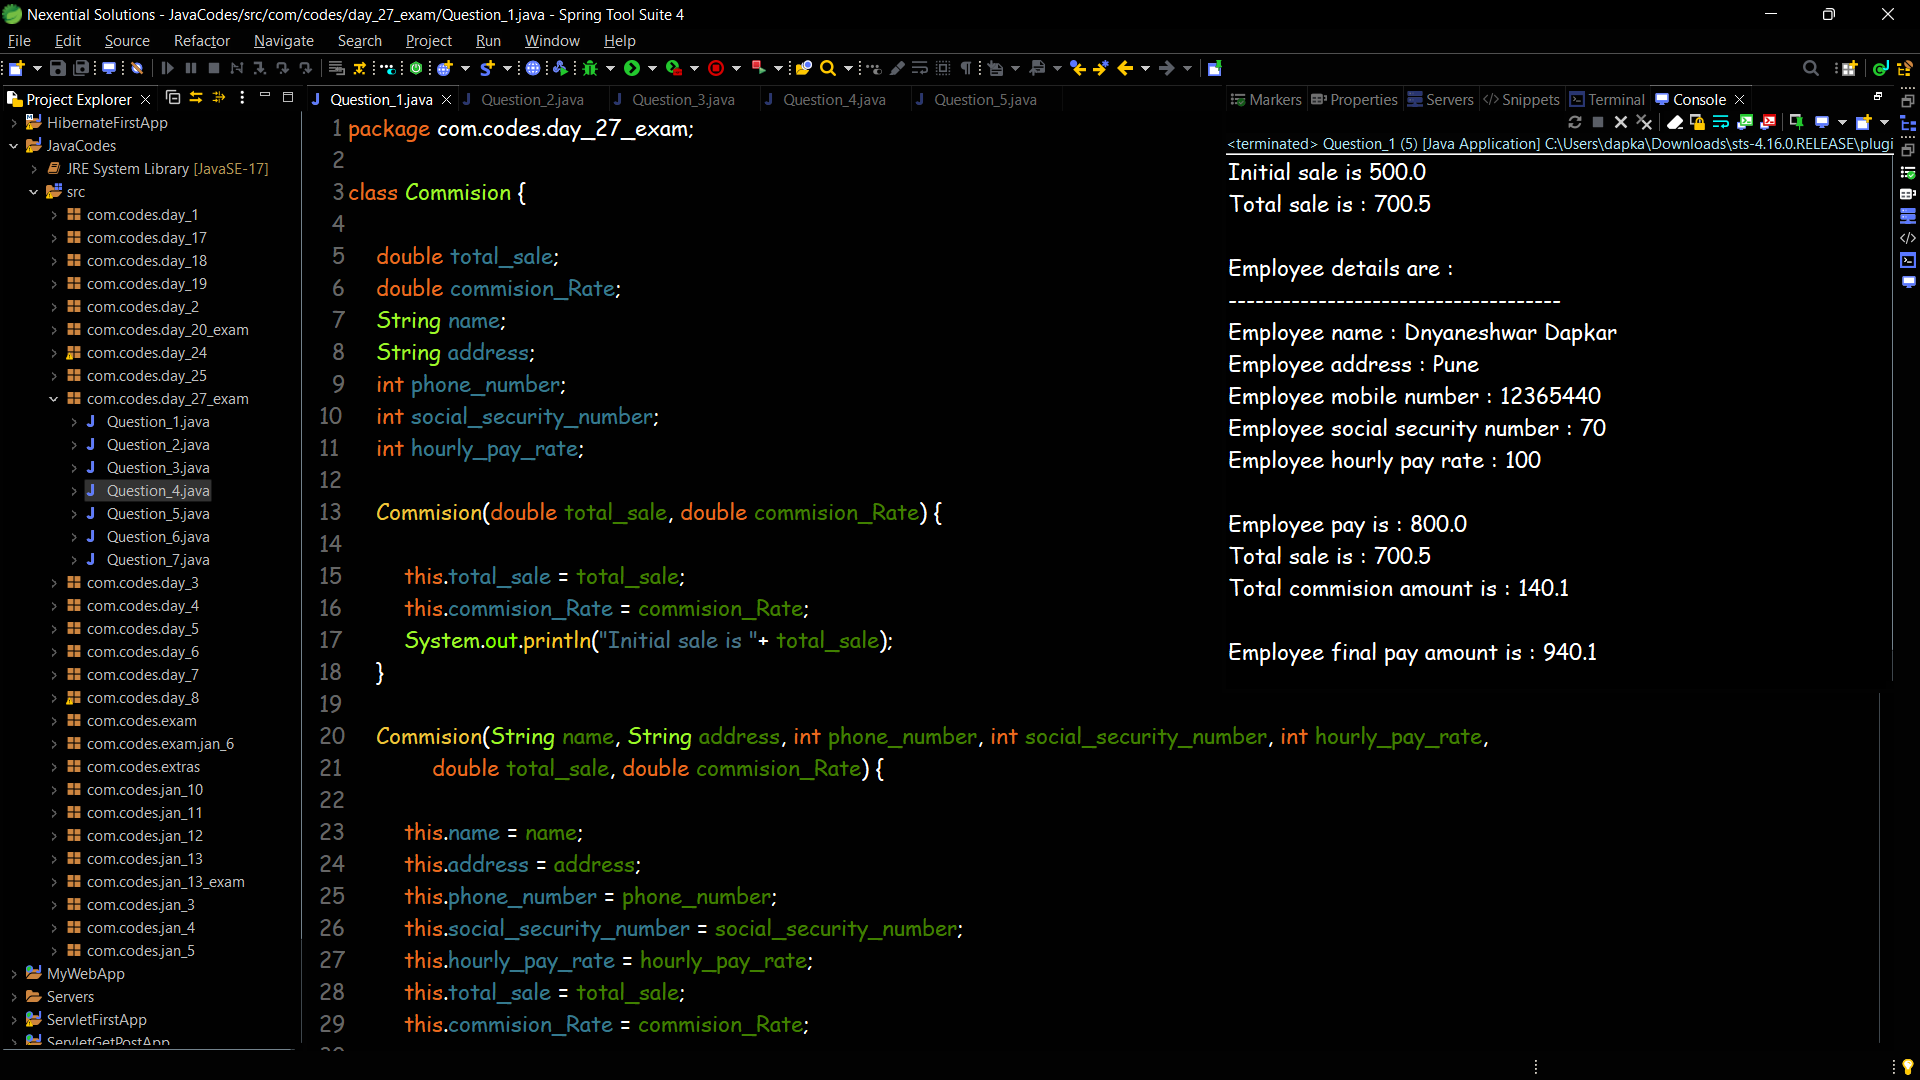 Nexential Solutions - JavaCodes/src/com/codes/day_27_exam/Question_1.java - Spring Tool Suite 4
File Edit Source Refactor Navigate Search Project Run Window Help
Project Explorer
HibernateFirstApp
JavaCodes
JRE System Library [JavaSE-17]
src
com.codes.day_1
com.codes.day_17
com.codes.day_18
com.codes.day_19
com.codes.day_2
com.codes.day_20_exam
com.codes.day_24
com.codes.day_25
com.codes.day_27_exam
Question_1.java
Question_2.java
Question_3.java
Question_4.java
Question_5.java
Question_6.java
Question_7.java
com.codes.day_3
com.codes.day_4
com.codes.day_5
com.codes.day_6
com.codes.day_7
com.codes.day_8
com.codes.exam
com.codes.exam.jan_6
com.codes.extras
com.codes.jan_10
com.codes.jan_11
com.codes.jan_12
com.codes.jan_13
com.codes.jan_13_exam
com.codes.jan_3
com.codes.jan_4
com.codes.jan_5
MyWebApp
Servers
ServletFirstApp
ServletGetPostApp
Question_1.java Question_2.java Question_3.java Question_4.java Question_5.java
1 package com.codes.day_27_exam;
2
3 class Commision {
4
5 double total_sale;
6 double commision_Rate;
7 String name;
8 String address;
9 int phone_number;
10 int social_security_number;
11 int hourly_pay_rate;
12
13 Commision(double total_sale, double commision_Rate) {
14
15 this.total_sale = total_sale;
16 this.commision_Rate = commision_Rate;
17 System.out.println("Initial sale is "+ total_sale);
18 }
19
20 Commision(String name, String address, int phone_number, int social_security_number, int hourly_pay_rate,
21 double total_sale, double commision_Rate) {
22
23 this.name = name;
24 this.address = address;
25 this.phone_number = phone_number;
26 this.social_security_number = social_security_number;
27 this.hourly_pay_rate = hourly_pay_rate;
28 this.total_sale = total_sale;
29 this.commision_Rate = commision_Rate;
Markers Properties Servers Snippets Terminal Console
<terminated> Question_1 (5) [Java Application] C:\Users\dapka\Downloads\sts-4.16.0.RELEASE\plugi
Initial sale is 500.0
Total sale is : 700.5
Employee details are :
-------------------------------------
Employee name : Dnyaneshwar Dapkar
Employee address : Pune
Employee mobile number : 12365440
Employee social security number : 70
Employee hourly pay rate : 100
Employee pay is : 800.0
Total sale is : 700.5
Total commision amount is : 140.1
Employee final pay amount is : 940.1